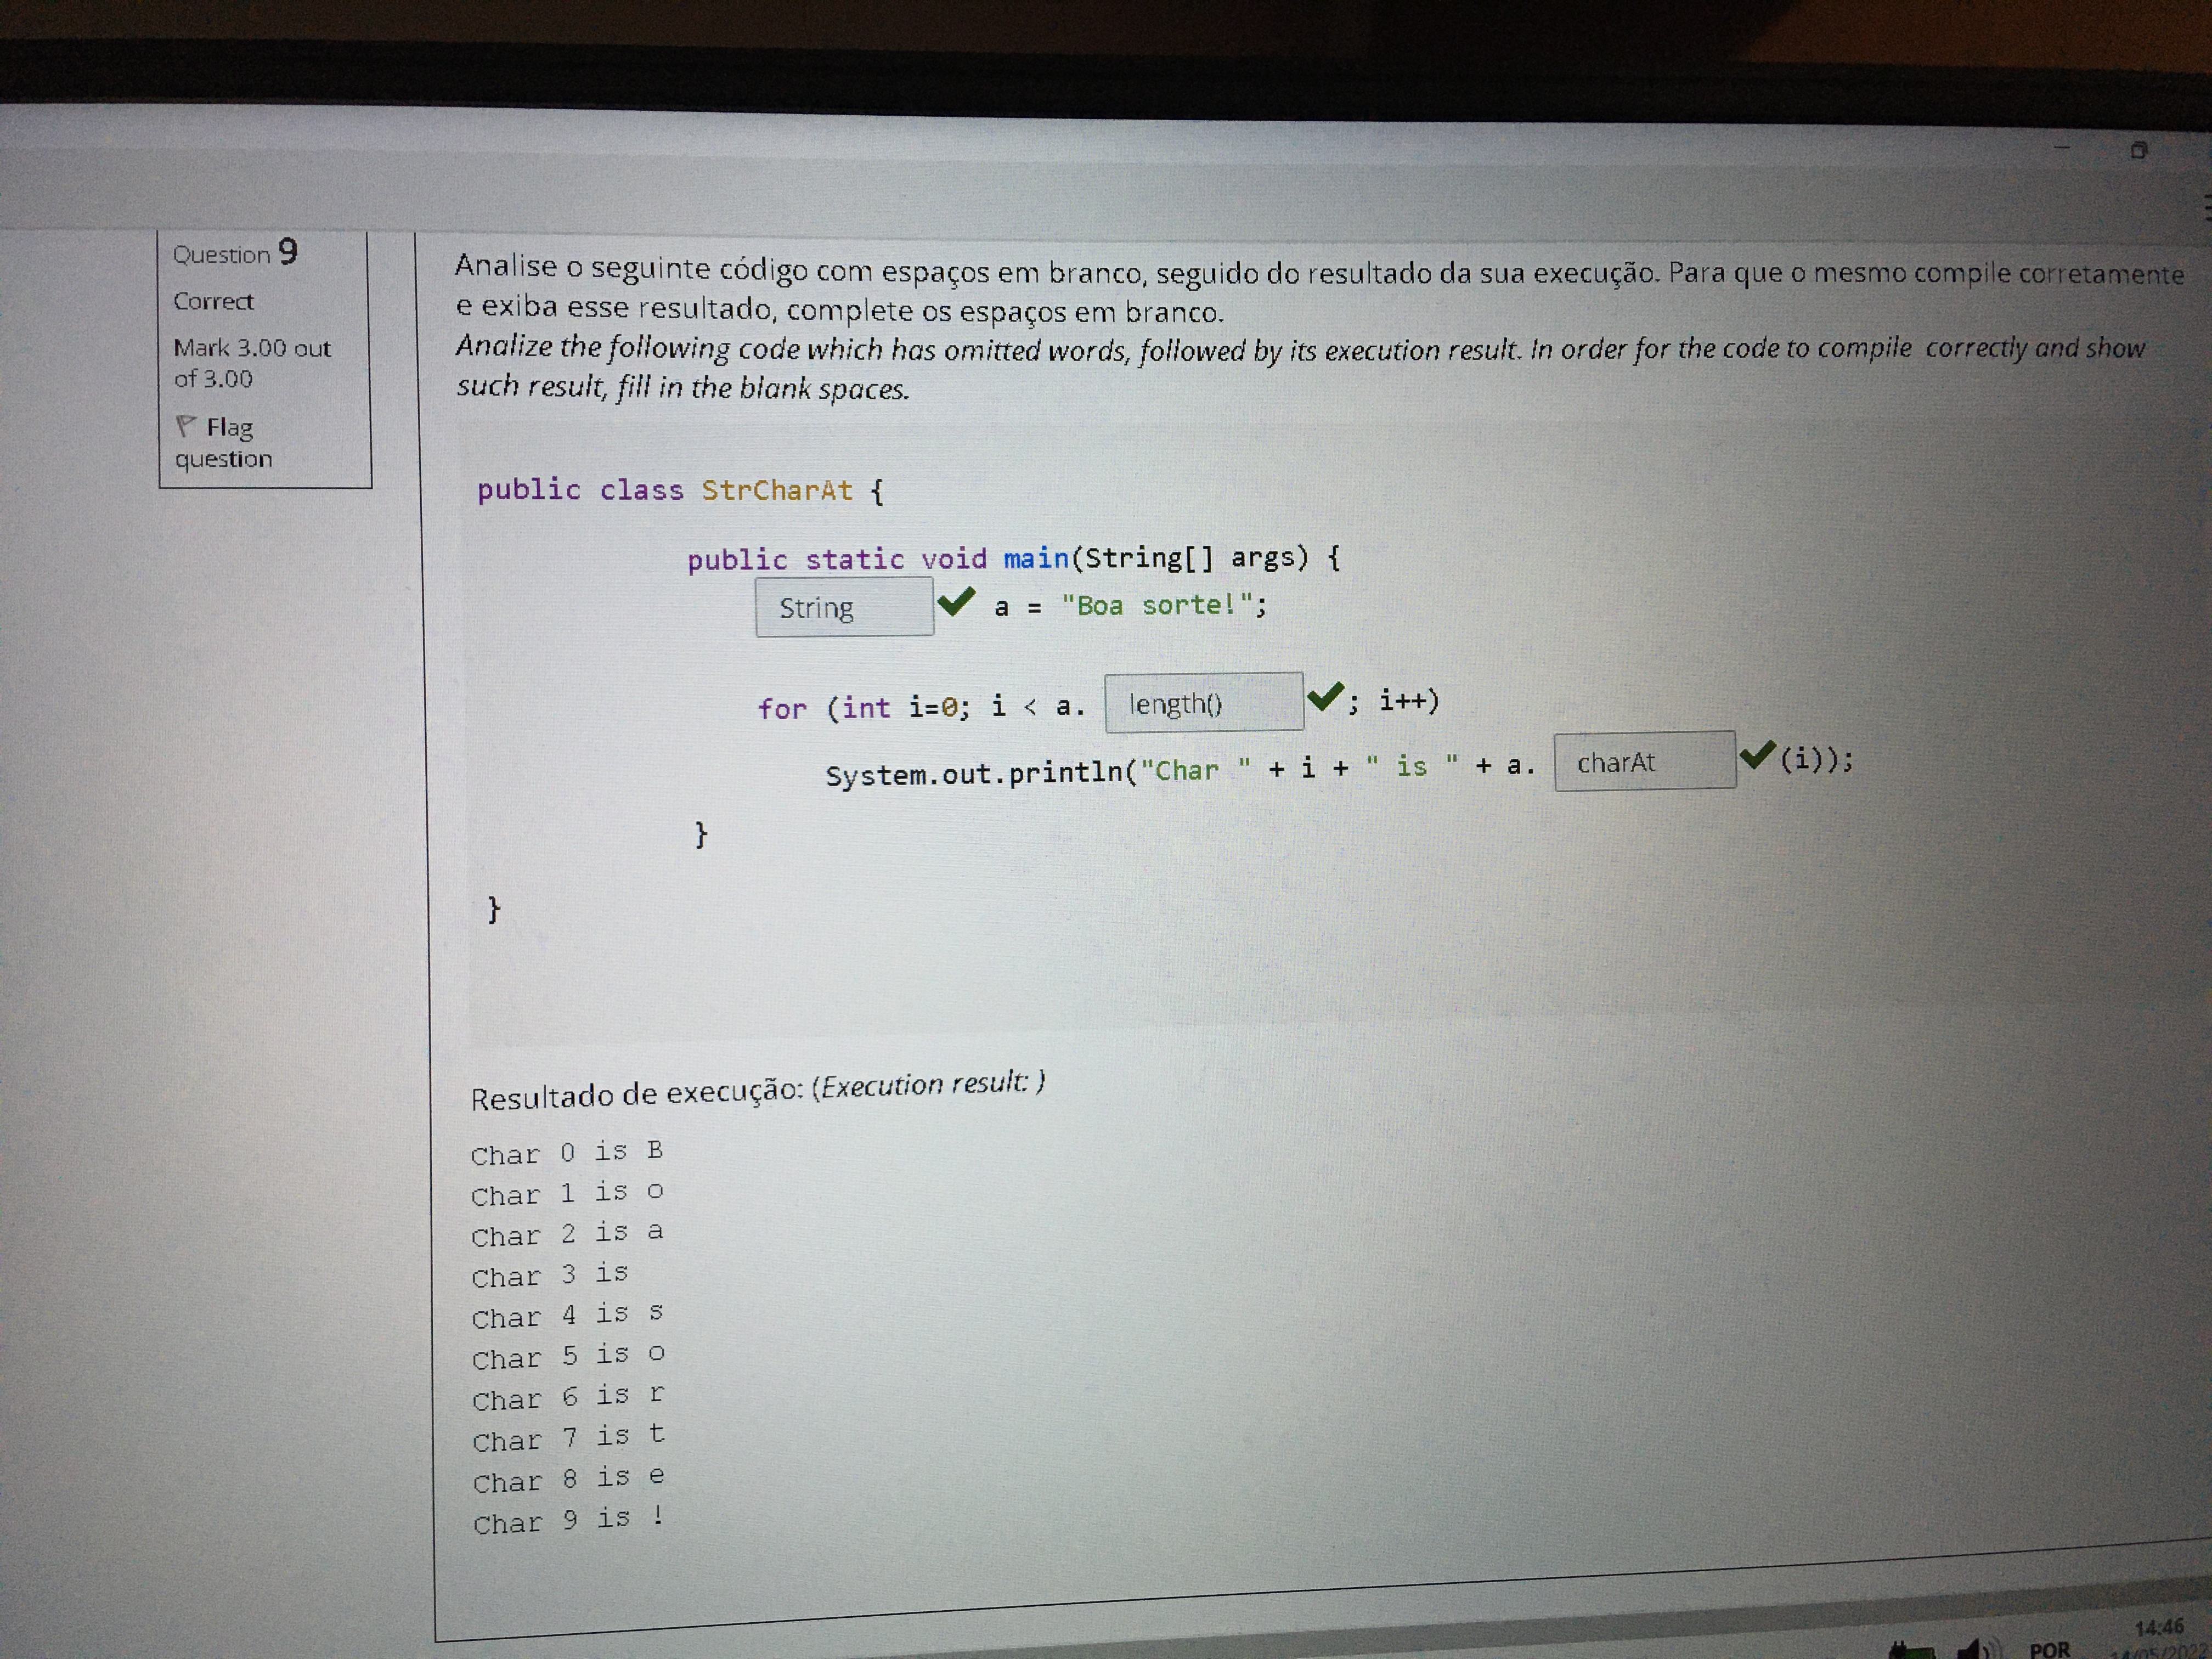 Question 9
Correct
Mark 3.00 out
of 3.00
Flag
question
Analise o seguinte código com espaços em branco, seguido do resultado da sua execução. Para que o mesmo compile corretamente
e exiba esse resultado, complete os espaços em branco.
Analize the following code which has omitted words, followed by its execution result. In order for the code to compile correctly and show
such result, fill in the blank spaces.
public class StrCharAt {
public static void main(String[] args) {
String a = "Boa sorte!";
for (int i=0; i < a. length() ; i++)
System.out.println("Char " + i + " is " + a. charAt (i));
}
}
Resultado de execução: (Execution result: )
Char 0 is B
Char 1 is o
Char 2 is a
Char 3 is
Char 4 is s
Char 5 is o
Char 6 is r
Char 7 is t
Char 8 is e
Char 9 is !
POR
14:46